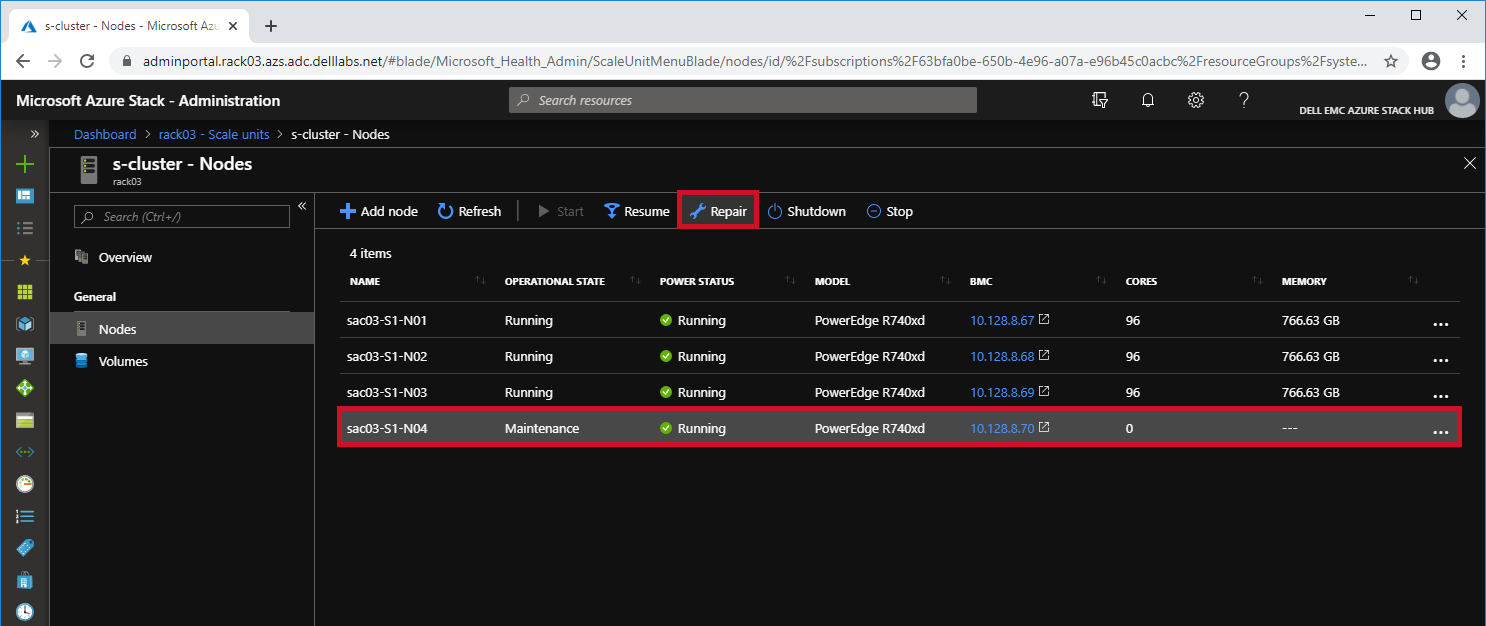 s-cluster - Nodes - Microsoft Azu
adminportal.rack03.azs.adc.delllabs.net/#blade/Microsoft_Health_Admin/ScaleUnitMenuBlade/nodes/id/%2Fsubscriptions%2F63bfa0be-650b-4e96-a07a-e96b45c0acbc%2FresourceGroups%2Fsyste...
Microsoft Azure Stack - Administration
Search resources
DELL EMC AZURE STACK HUB
Dashboard > rack03 - Scale units > s-cluster - Nodes
s-cluster - Nodes
rack03
Search (Ctrl+/)
Overview
General
Nodes
Volumes
Add node Refresh Start Resume Repair Shutdown Stop
4 items
NAME OPERATIONAL STATE POWER STATUS MODEL BMC CORES MEMORY
sac03-S1-N01 Running Running PowerEdge R740xd 10.128.8.67 96 766.63 GB ...
sac03-S1-N02 Running Running PowerEdge R740xd 10.128.8.68 96 766.63 GB ...
sac03-S1-N03 Running Running PowerEdge R740xd 10.128.8.69 96 766.63 GB ...
sac03-S1-N04 Maintenance Running PowerEdge R740xd 10.128.8.70 0 --- ...